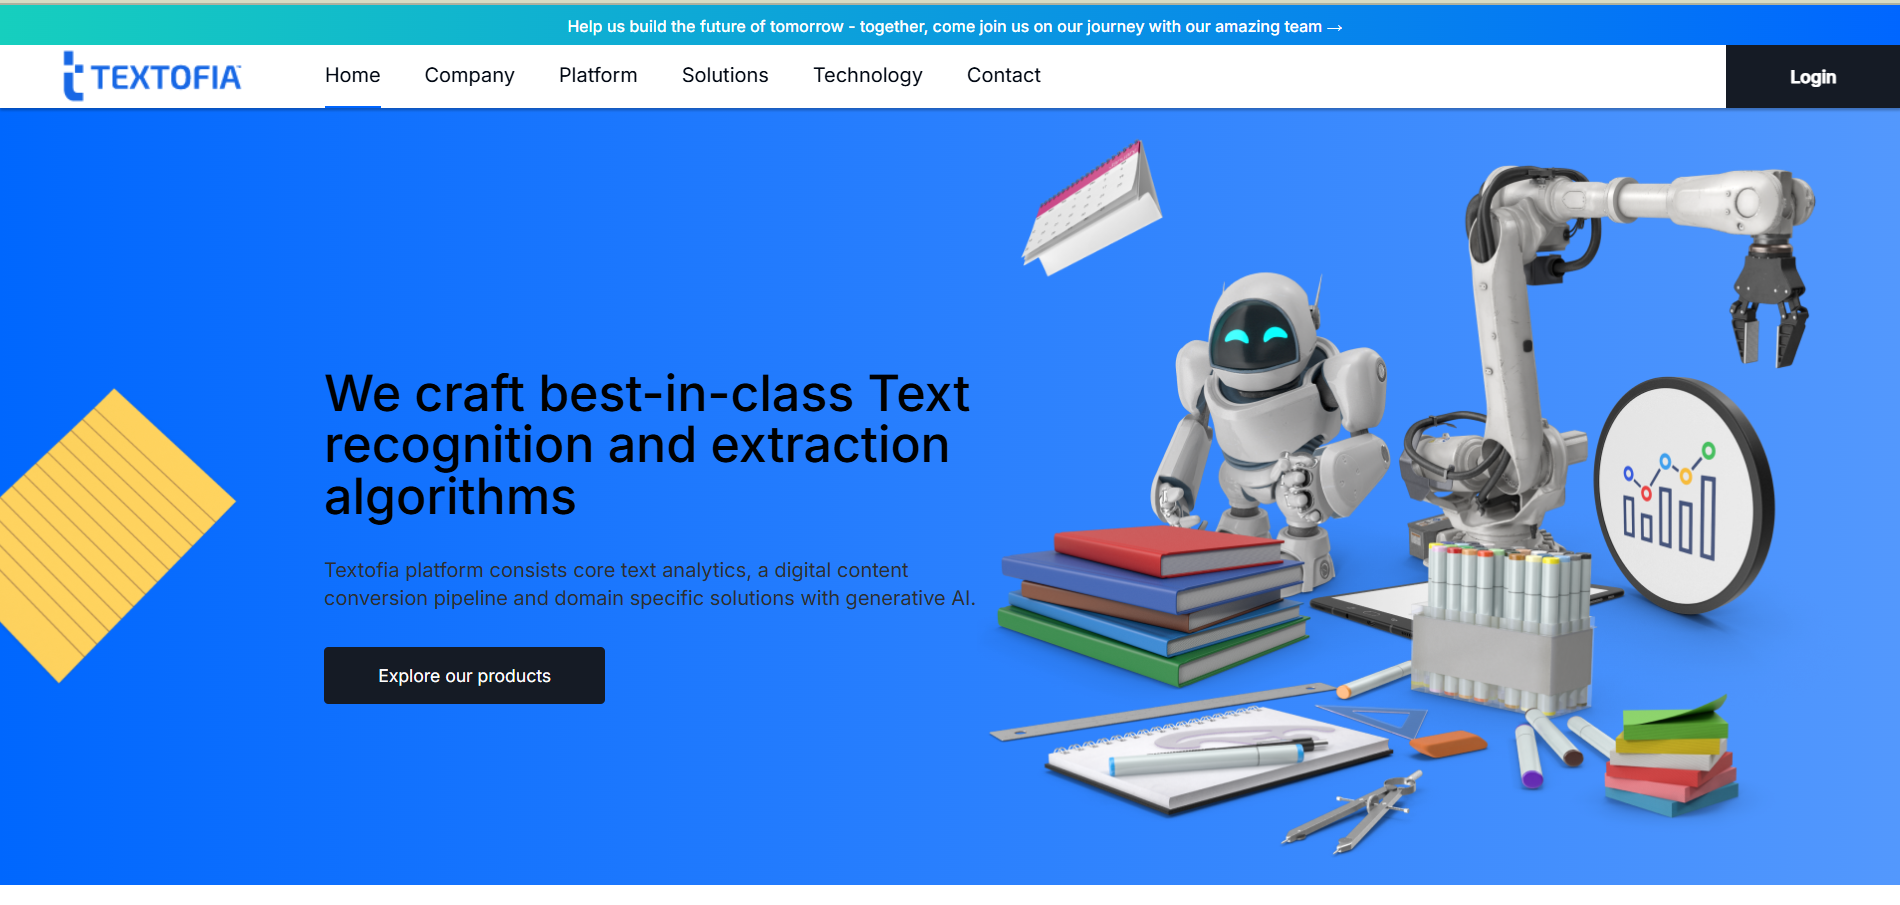 Help us build the future of tomorrow - together, come join us on our journey with our amazing team →
TEXTOFIA™
Home Company Platform Solutions Technology Contact
Login
We craft best-in-class Text
recognition and extraction
algorithms
Textofia platform consists core text analytics, a digital content
conversion pipeline and domain specific solutions with generative AI.
Explore our products